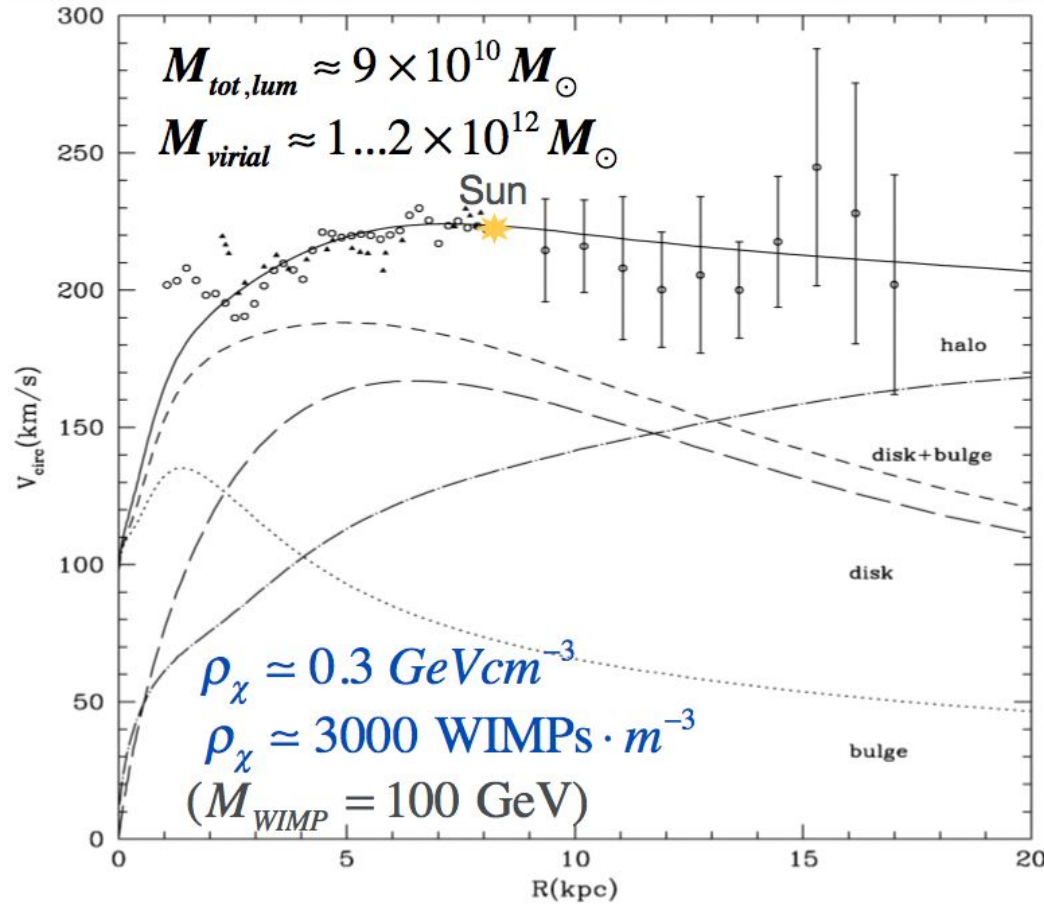 300
250
200
150
100
50
0
V_circ(km/s)
M_tot,lum ≈ 9 × 10^10 M_⊙
M_virial ≈ 1...2 × 10^12 M_⊙
Sun
halo
disk+bulge
disk
ρ_χ ≃ 0.3 GeVcm^−3
ρ_χ ≃ 3000 WIMPs · m^−3
bulge
(M_WIMP = 100 GeV)
0 5 10 15 20
R(kpc)